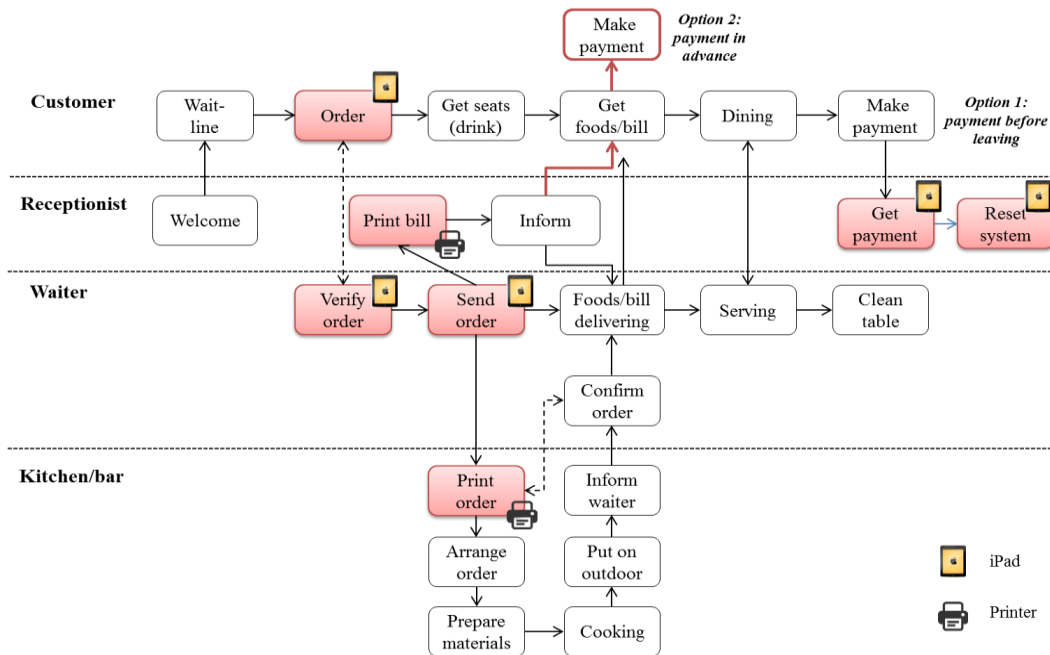 Make
payment
Option 2:
payment in
advance
Customer
Wait-
line
Order
Get seats
(drink)
Get
foods/bill
Dining
Make
payment
Option 1:
payment before
leaving
Receptionist
Welcome
Print bill
Inform
Get
payment
Reset
system
Waiter
Verify
order
Send
order
Foods/bill
delivering
Serving
Clean
table
Confirm
order
Kitchen/bar
Print
order
Inform
waiter
Arrange
order
Put on
outdoor
Prepare
materials
Cooking
iPad
Printer